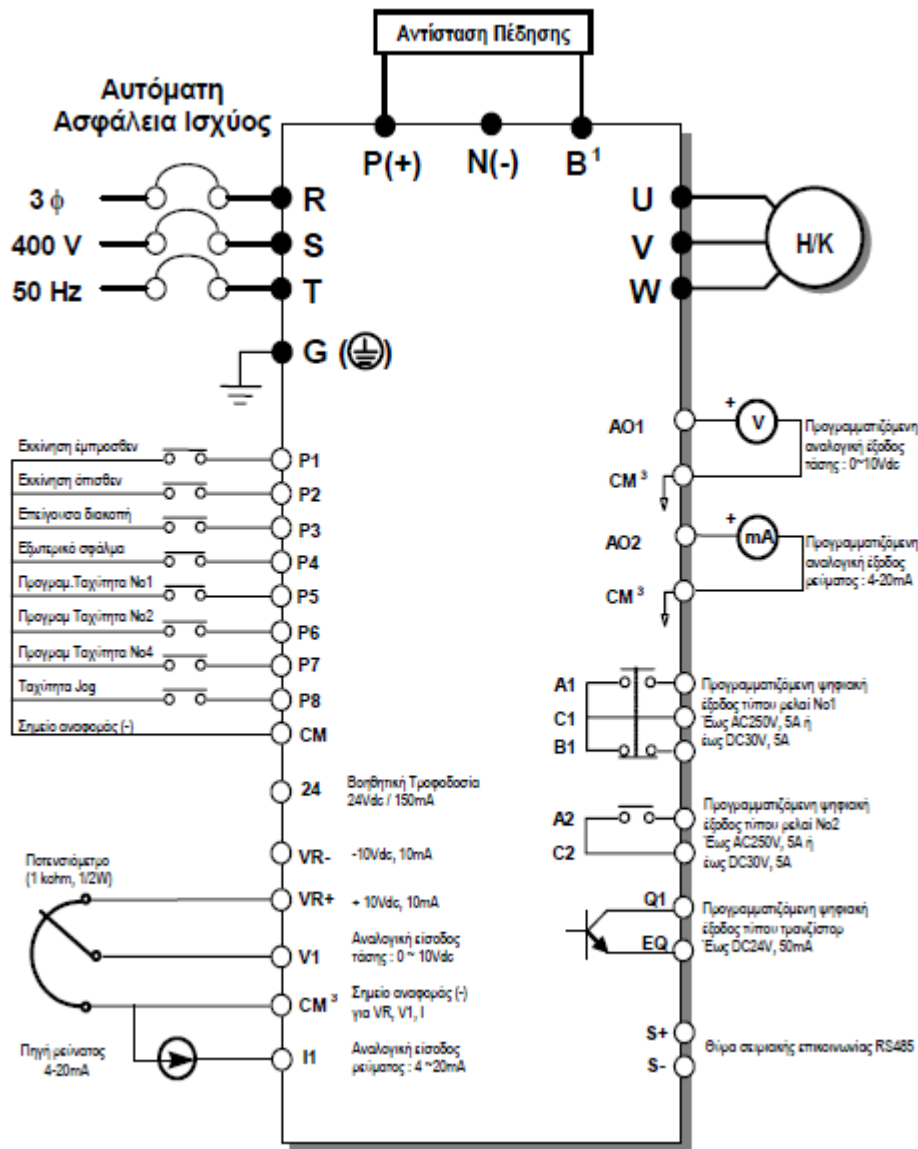 Αντίσταση Πέδησης
Αυτόματη
Ασφάλεια Ισχύος
P(+)
N(-)
B 1
3 ϕ
R
U
400 V
S
V
H/K
50 Hz
T
W
G
Εκκίνηση έμπροσθεν
P1
Εκκίνηση όπισθεν
P2
Επείγουσα διακοπή
P3
Εξωτερικό σφάλμα
P4
Προγραμ.Ταχύτητα Νο1
P5
Προγραμ Ταχύτητα Νο2
P6
Προγραμ Ταχύτητα Νο4
P7
Ταχύτητα Jog
P8
Σημείο αναφοράς (-)
CM
24
Βοηθητική Τροφοδοσία
24Vdc / 150mA
VR-
-10Vdc, 10mA
Ποτενσιόμετρο
(1 kohm, 1/2W)
VR+
+ 10Vdc, 10mA
V1
Αναλογική είσοδος
τάσης : 0 ~ 10Vdc
CM 3
Σημείο αναφοράς (-)
για VR, V1, I
Πηγή ρεύνατος
4-20mA
I1
Αναλογική είσοδος
ρεύματος : 4 ~20mA
AO1
+
V
Προγραμματιζόμενη
αναλογική έξοδος
τάσης : 0~10Vdc
CM 3
AO2
+
mA
Προγραμματιζόμενη
αναλογική έξοδος
ρεύματος : 4-20mA
CM 3
A1
C1
B1
Προγραμματιζόμενη ψηφιακή
έξοδος τύπου ρελαί Νο1
Έως AC250V, 5A ή
έως DC30V, 5A
A2
C2
Προγραμματιζόμενη ψηφιακή
έξοδος τύπου ρελαί Νο2
Έως AC250V, 5A ή
έως DC30V, 5A
Q1
EQ
Προγραμματιζόμενη ψηφιακή
έξοδος τύπου τρανζίστορ
Έως DC24V, 50mA
S+
S-
Θύρα σειριακής επικοινωνίας RS485